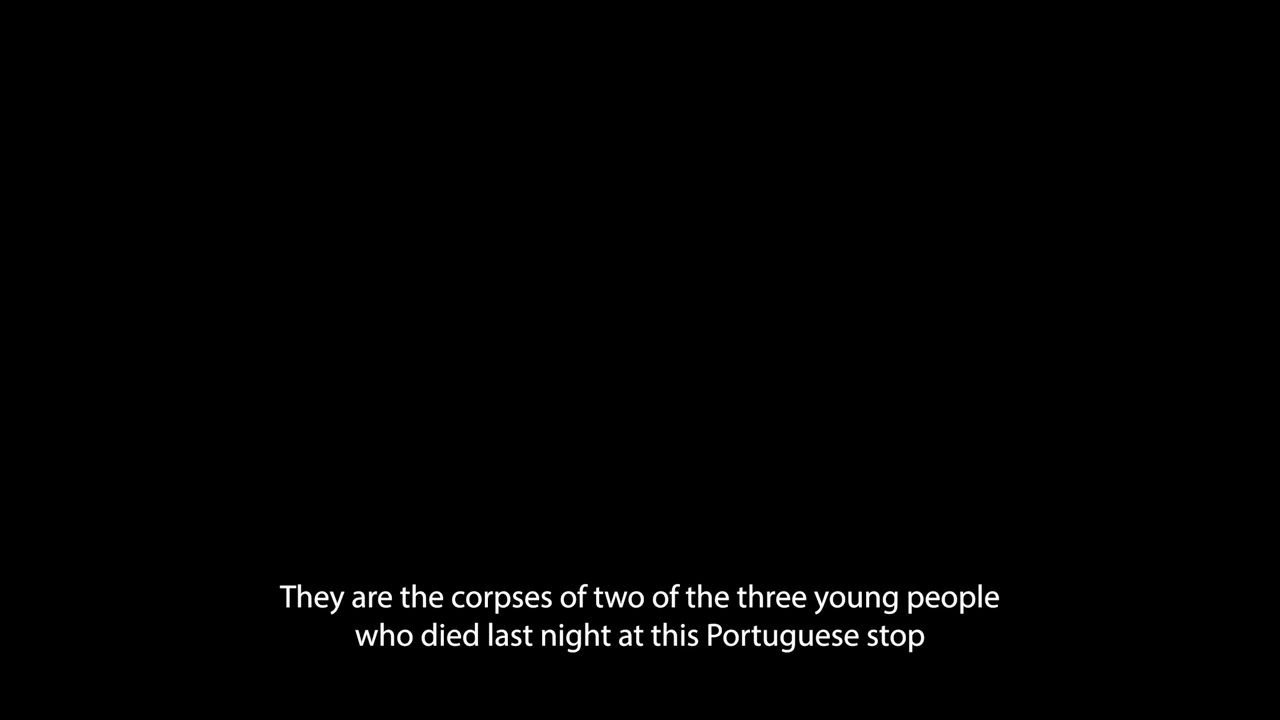 They are the corpses of two of the three young people
who died last night at this Portuguese stop